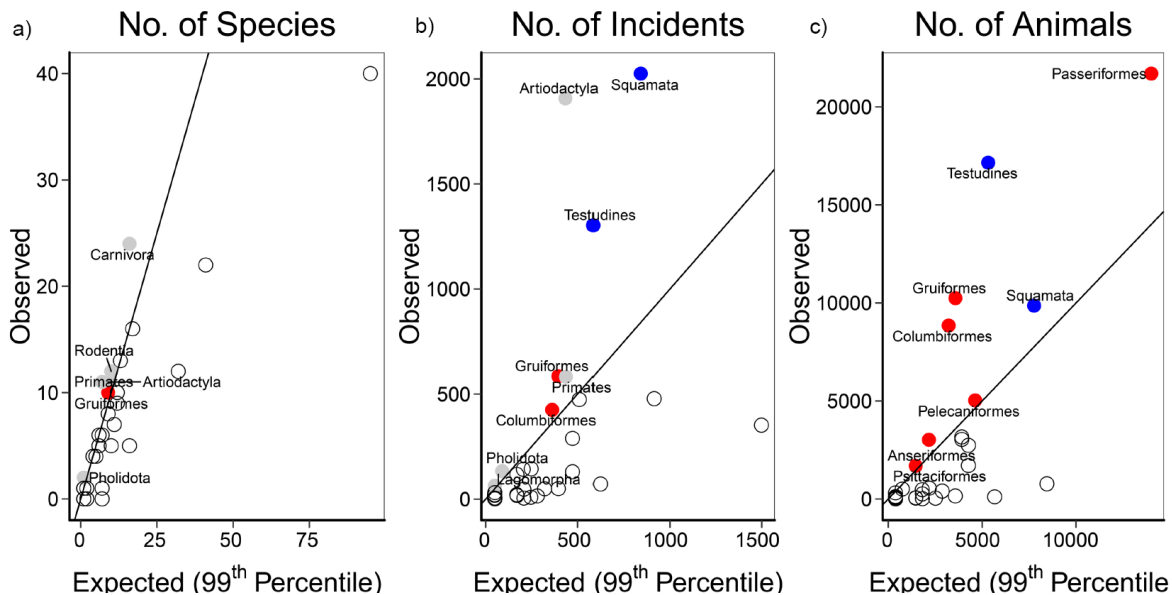 a) No. of Species
Observed
40
30
20
10
0
Carnivora
Rodentia
Primates
Artiodactyla
Gruiformes
Pholidota
0 25 50 75
Expected (99th Percentile)
b) No. of Incidents
Observed
2000
1500
1000
500
0
Artiodactyla
Squamata
Testudines
Gruiformes
Primates
Columbiformes
Pholidota
Lagomorpha
0 500 1000 1500
Expected (99th Percentile)
c) No. of Animals
Observed
20000
15000
10000
5000
0
Passeriformes
Testudines
Gruiformes
Squamata
Columbiformes
Pelecaniformes
Anseriformes
Psittaciformes
0 5000 10000
Expected (99th Percentile